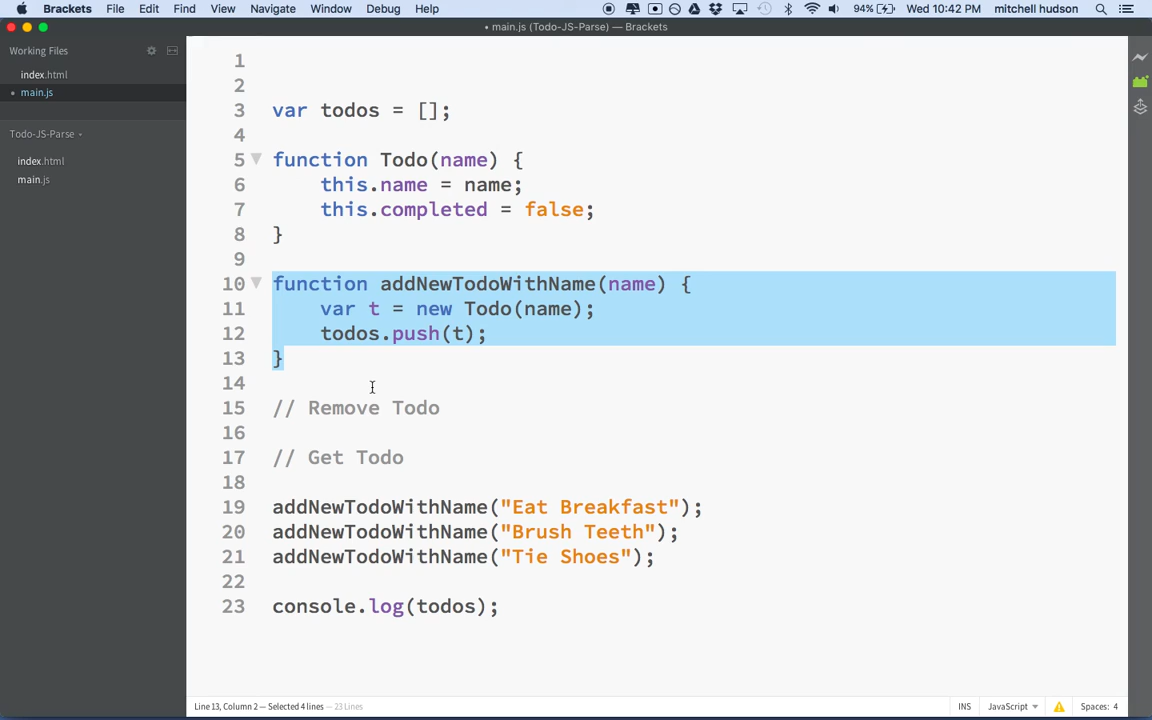 Brackets File Edit Find View Navigate Window Debug Help 94% Wed 10:42 PM mitchell hudson
• main.js (Todo-JS-Parse) — Brackets
Working Files
index.html
• main.js
Todo-JS-Parse
index.html
main.js
1
2
3 var todos = [];
4
5 function Todo(name) {
6 this.name = name;
7 this.completed = false;
8 }
9
10 function addNewTodoWithName(name) {
11 var t = new Todo(name);
12 todos.push(t);
13 }
14
15 // Remove Todo
16
17 // Get Todo
18
19 addNewTodoWithName("Eat Breakfast");
20 addNewTodoWithName("Brush Teeth");
21 addNewTodoWithName("Tie Shoes");
22
23 console.log(todos);
Line 13, Column 2 — Selected 4 lines — 23 Lines INS JavaScript Spaces: 4